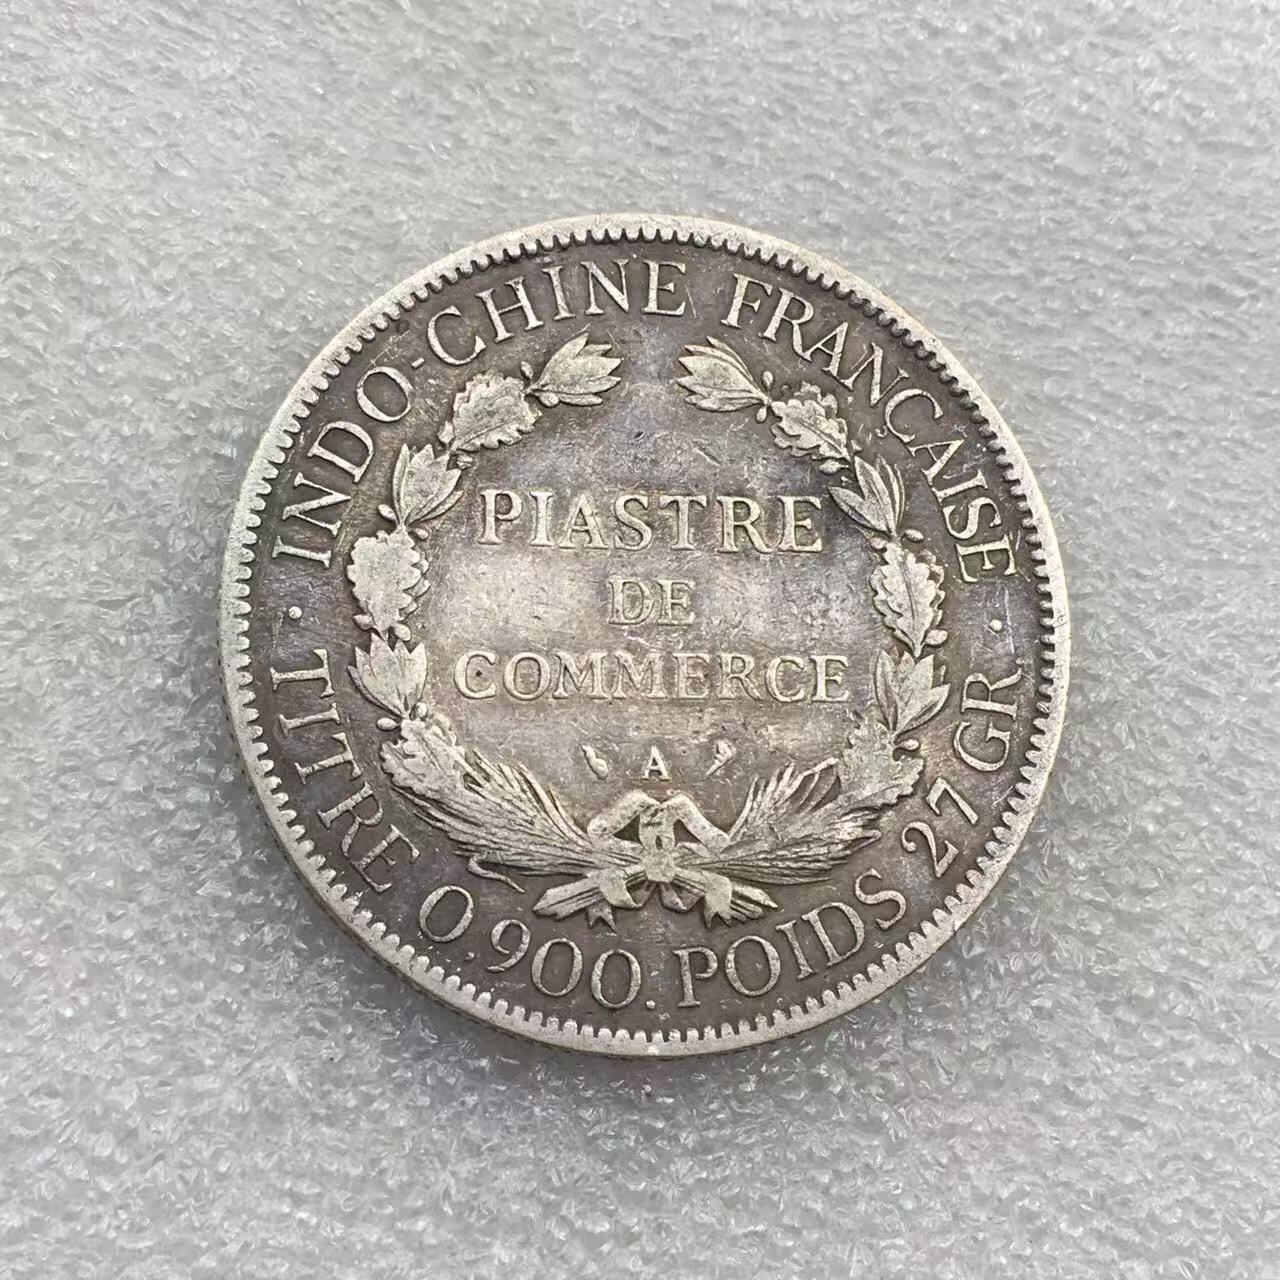 INDO-CHINE FRANÇAISE
PIASTRE
DE
COMMERCE
A
TITRE 0,900. POIDS 27 GR.